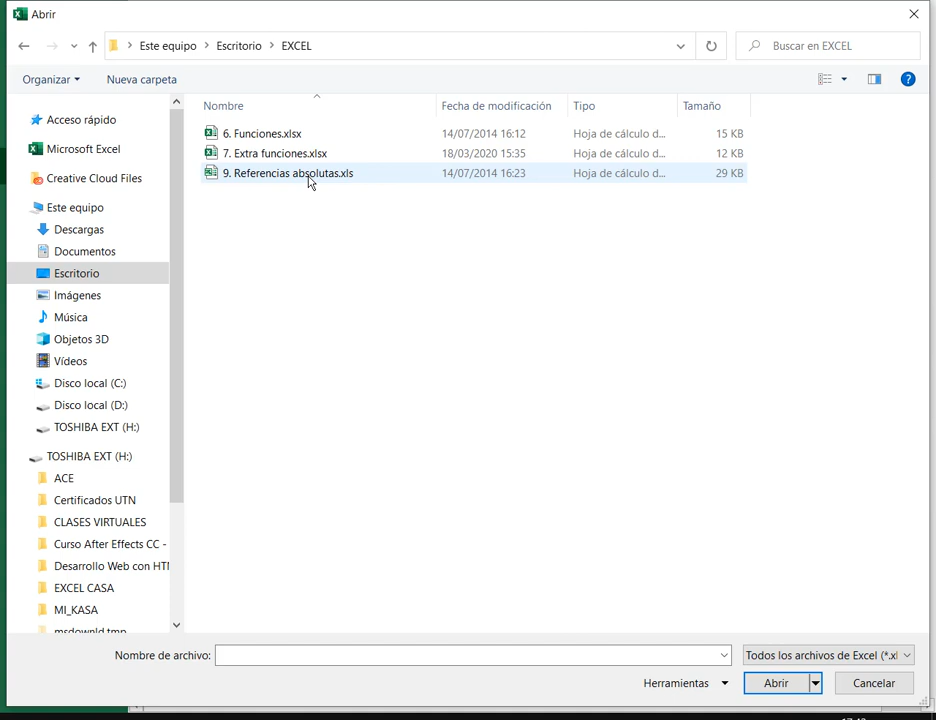 Abrir
Este equipo > Escritorio > EXCEL
Buscar en EXCEL
Organizar
Nueva carpeta
Nombre
Fecha de modificación
Tipo
Tamaño
6. Funciones.xlsx
14/07/2014 16:12
Hoja de cálculo d...
15 KB
7. Extra funciones.xlsx
18/03/2020 15:35
Hoja de cálculo d...
12 KB
9. Referencias absolutas.xls
14/07/2014 16:23
Hoja de cálculo d...
29 KB
Acceso rápido
Microsoft Excel
Creative Cloud Files
Este equipo
Descargas
Documentos
Escritorio
Imágenes
Música
Objetos 3D
Vídeos
Disco local (C:)
Disco local (D:)
TOSHIBA EXT (H:)
TOSHIBA EXT (H:)
ACE
Certificados UTN
CLASES VIRTUALES
Curso After Effects CC -
Desarrollo Web con HTM
EXCEL CASA
MI_KASA
msdownld.tmp
Nombre de archivo:
Todos los archivos de Excel (*.xl
Herramientas
Abrir
Cancelar